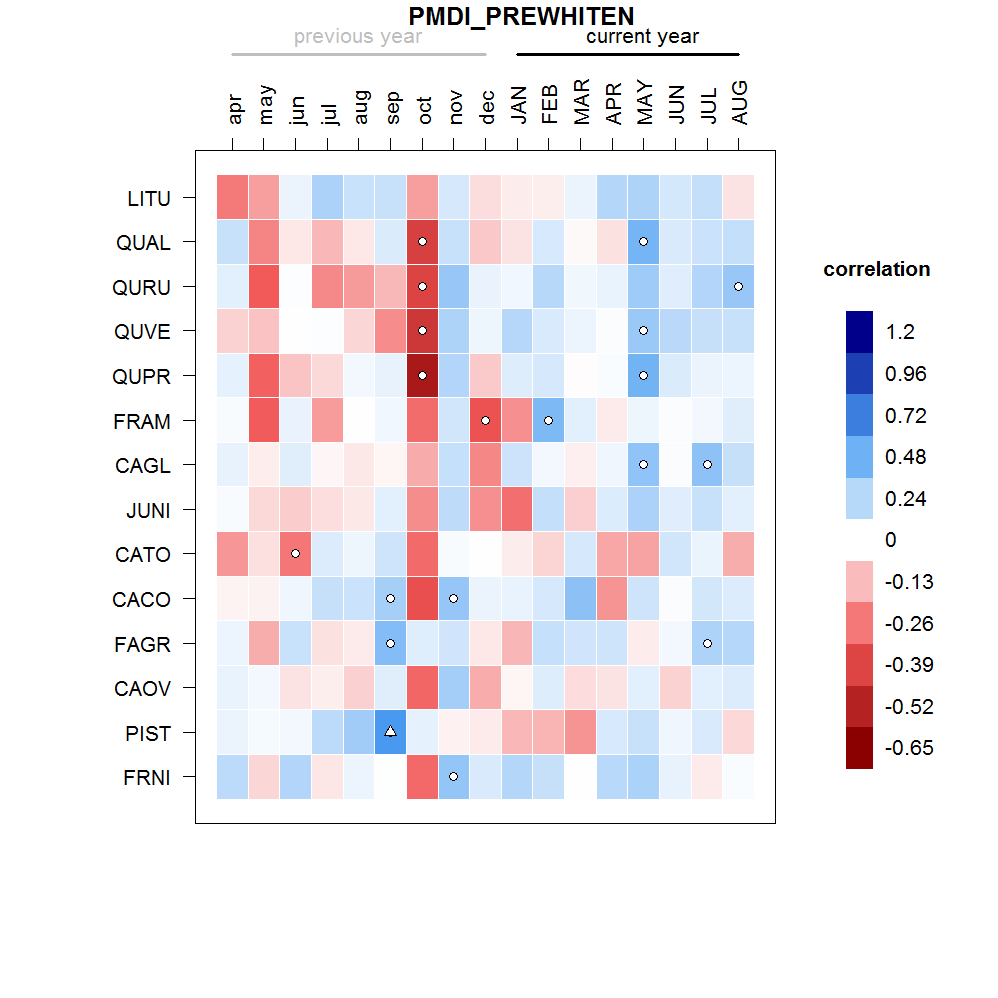 PMDI_PREWHITEN
previous year current year
apr may jun jul aug sep oct nov dec JAN FEB MAR APR MAY JUN JUL AUG
LITU
QUAL
QURU
QUVE
QUPR
FRAM
CAGL
JUNI
CATO
CACO
FAGR
CAOV
PIST
FRNI
correlation
1.2
0.96
0.72
0.48
0.24
0
-0.13
-0.26
-0.39
-0.52
-0.65